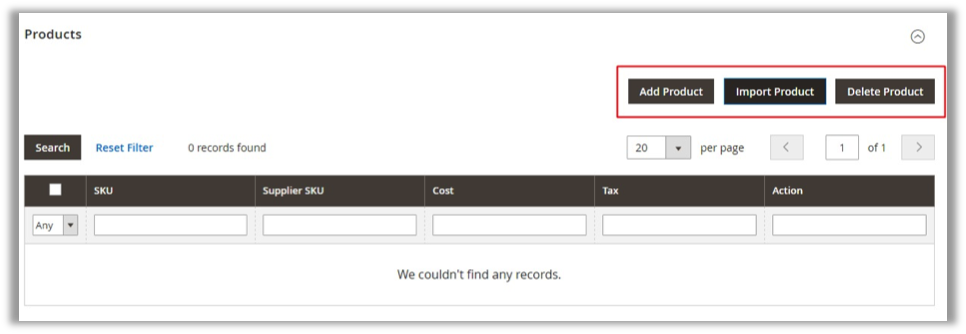 Products
Add Product Import Product Delete Product
Search Reset Filter 0 records found 20 per page 1 of 1
SKU Supplier SKU Cost Tax Action
Any
We couldn't find any records.